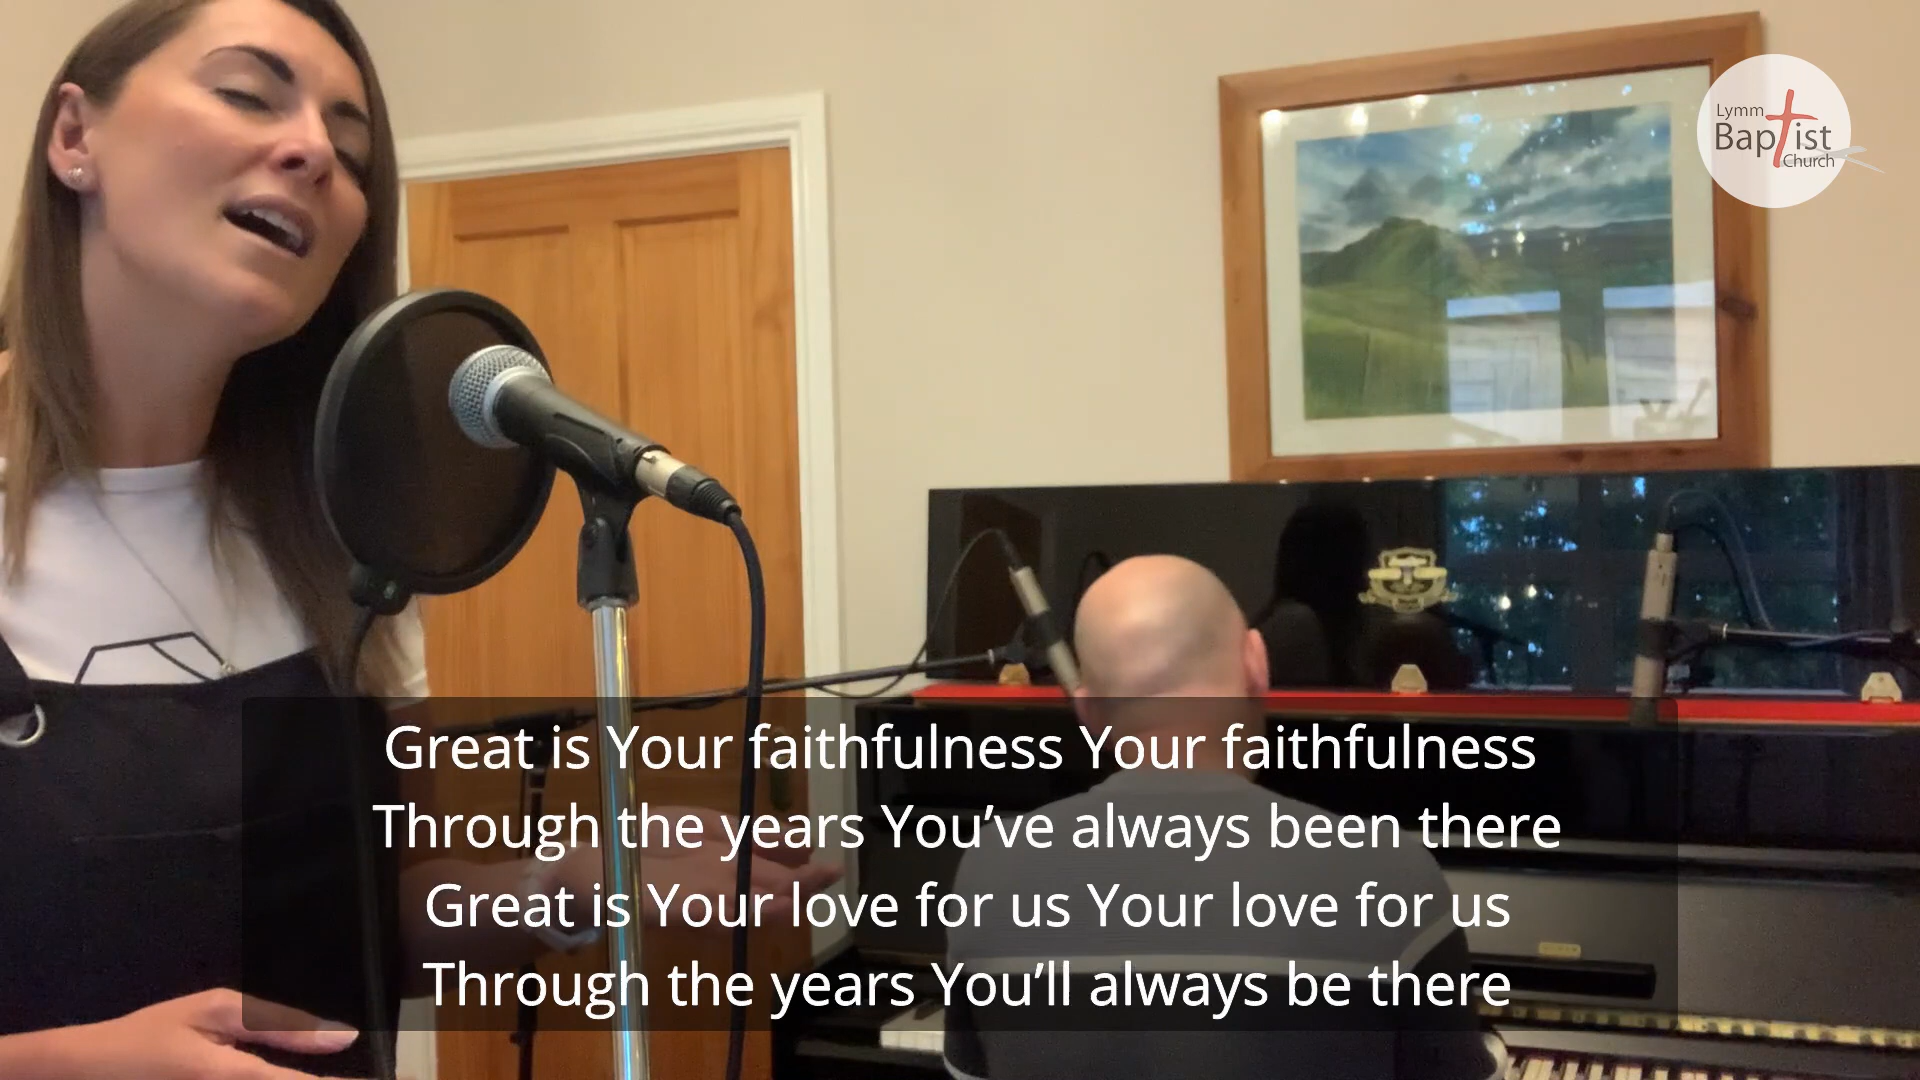 Lymm
Baptist
Church
Great is Your faithfulness Your faithfulness
Through the years You’ve always been there
Great is Your love for us Your love for us
Through the years You’ll always be there